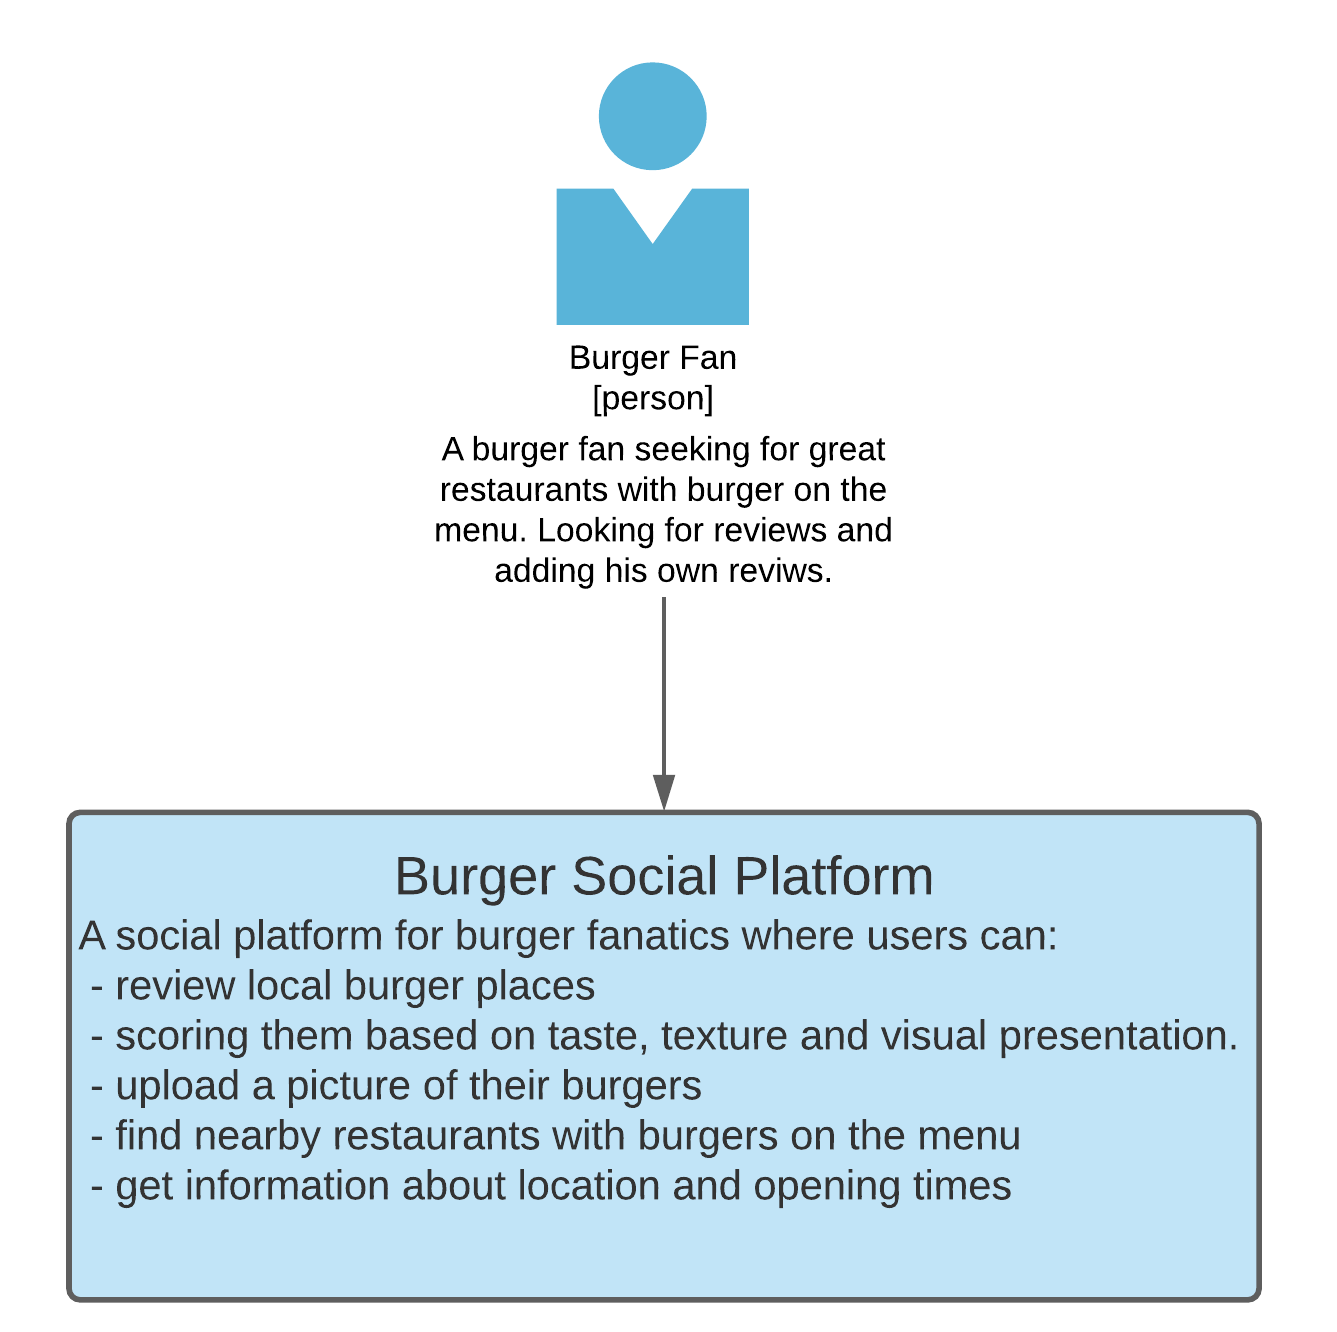 Burger Fan
[person]
A burger fan seeking for great
restaurants with burger on the
menu. Looking for reviews and
adding his own reviws.
Burger Social Platform
A social platform for burger fanatics where users can:
- review local burger places
- scoring them based on taste, texture and visual presentation.
- upload a picture of their burgers
- find nearby restaurants with burgers on the menu
- get information about location and opening times